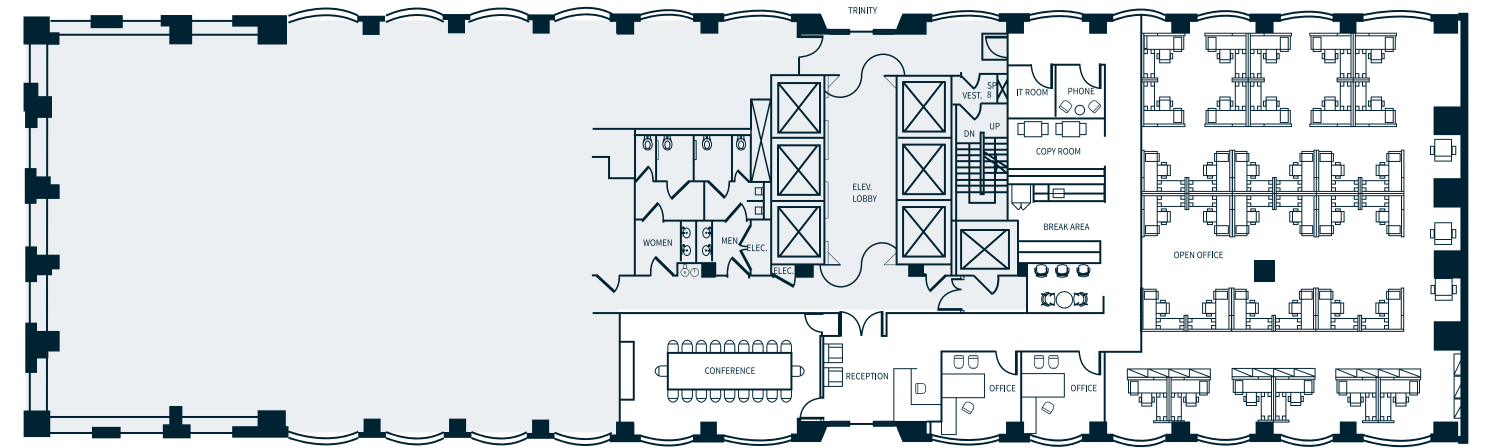 TRINITY
VEST.
SP
8
IT ROOM
PHONE
DN
UP
COPY ROOM
ELEV.
LOBBY
WOMEN
MEN
ELEC.
ELEC.
BREAK AREA
OPEN OFFICE
CONFERENCE
RECEPTION
OFFICE
OFFICE